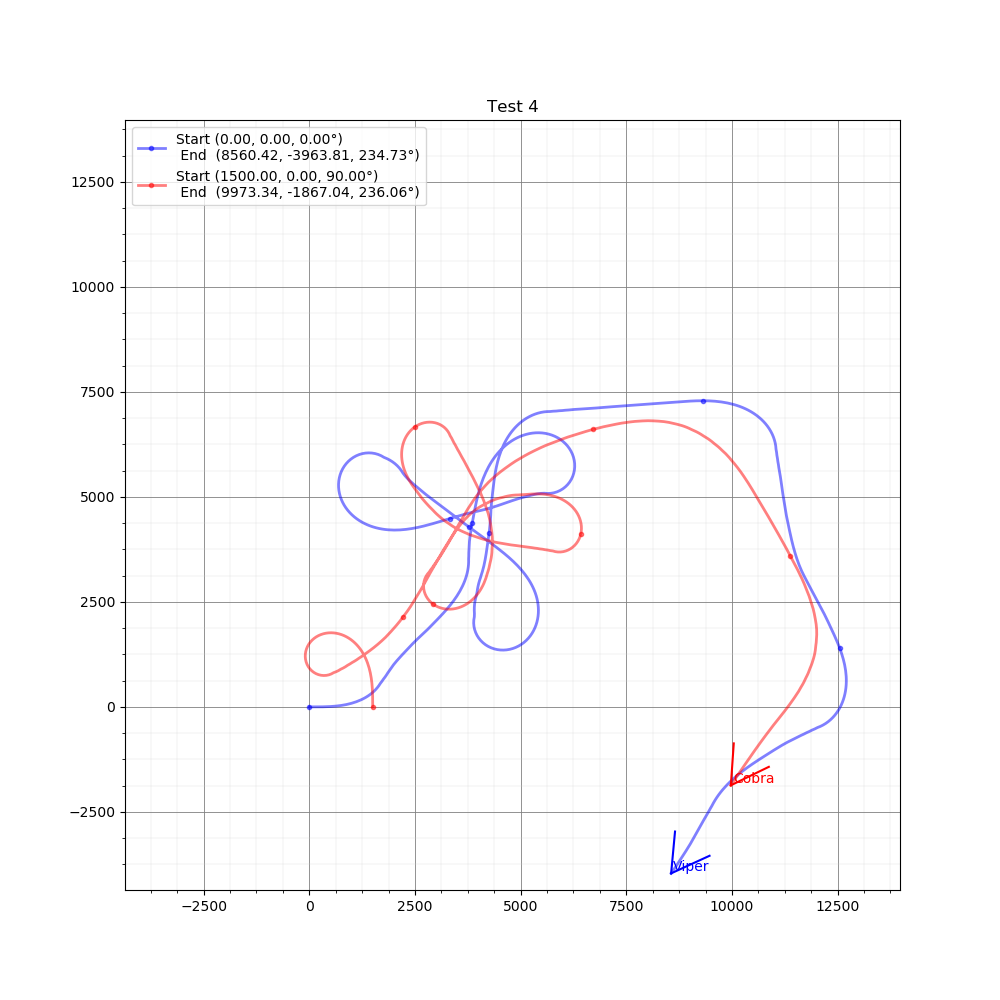 Test 4
Start (0.00, 0.00, 0.00°)
End (8560.42, -3963.81, 234.73°)
Start (1500.00, 0.00, 90.00°)
End (9973.34, -1867.04, 236.06°)
12500
10000
7500
5000
2500
0
−2500
Cobra
Viper
−2500 0 2500 5000 7500 10000 12500